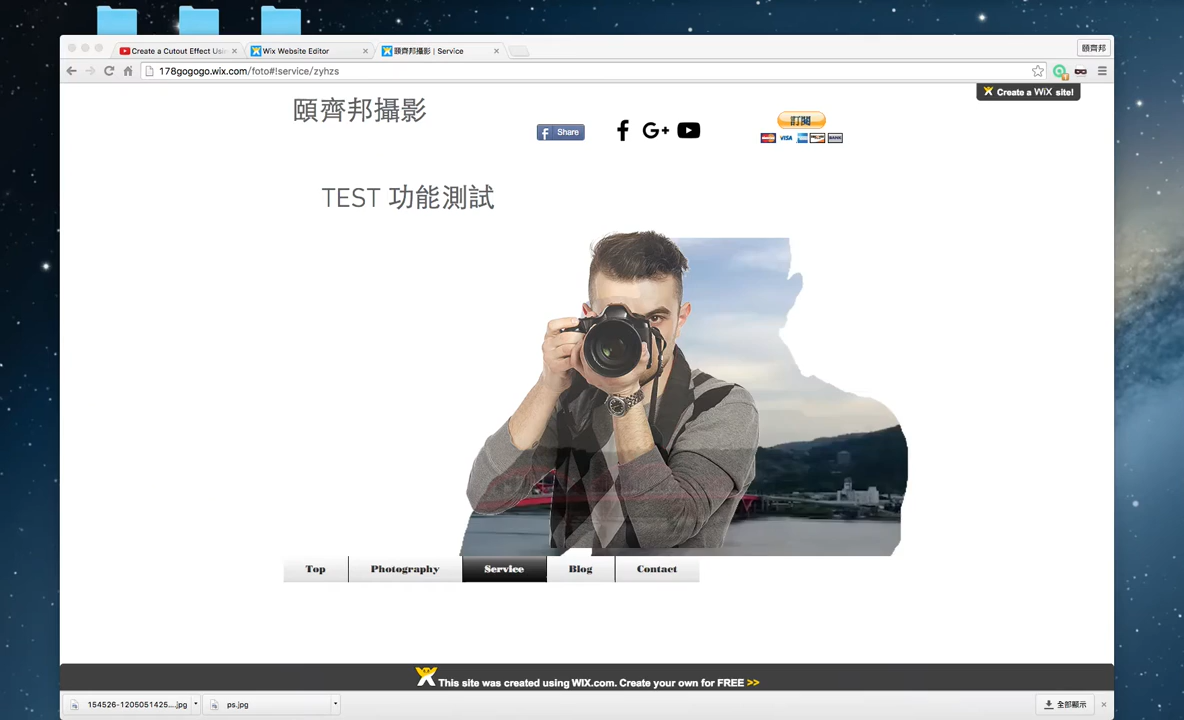 Create a Cutout Effect Usin
Wix Website Editor
頤齊邦攝影 | Service
頤齊邦
178gogogo.wix.com/foto#!service/zyhzs
Create a WiX site!
頤齊邦攝影
Share
G+
訂閱
VISA
BANK
TEST 功能測試
Top
Photography
Service
Blog
Contact
This site was created using WIX.com. Create your own for FREE >>
154526-1205051425....jpg
ps.jpg
全部顯示